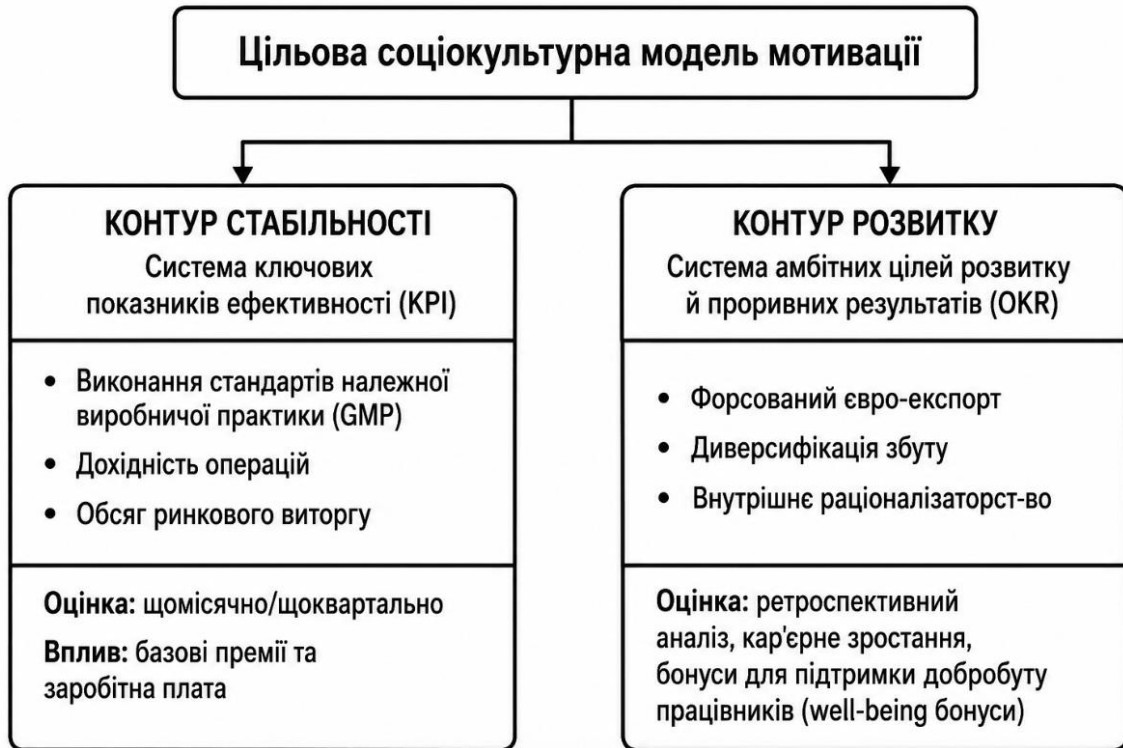 Цільова соціокультурна модель мотивації
КОНТУР СТАБІЛЬНОСТІ
Система ключових
показників ефективності (KPI)
• Виконання стандартів належної
виробничої практики (GMP)
• Дохідність операцій
• Обсяг ринкового виторгу
Оцінка: щомісячно/щоквартально
Вплив: базові премії та
заробітна плата
КОНТУР РОЗВИТКУ
Система амбітних цілей розвитку
й проривних результатів (OKR)
• Форсований євро-експорт
• Диверсифікація збуту
• Внутрішнє раціоналізаторст-во
Оцінка: ретроспективний
аналіз, кар'єрне зростання,
бонуси для підтримки добробуту
працівників (well-being бонуси)